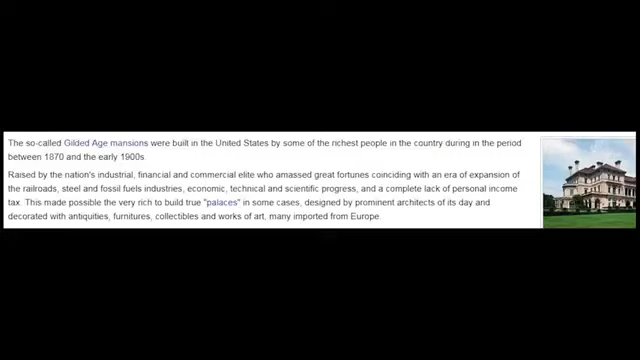 The so-called Gilded Age mansions were built in the United States by some of the richest people in the country during in the period
between 1870 and the early 1900s.
Raised by the nation's industrial, financial and commercial elite who amassed great fortunes coinciding with an era of expansion of
the railroads, steel and fossil fuels industries, economic, technical and scientific progress, and a complete lack of personal income
tax. This made possible the very rich to build true "palaces" in some cases, designed by prominent architects of its day and
decorated with antiquities, furnitures, collectibles and works of art, many imported from Europe.